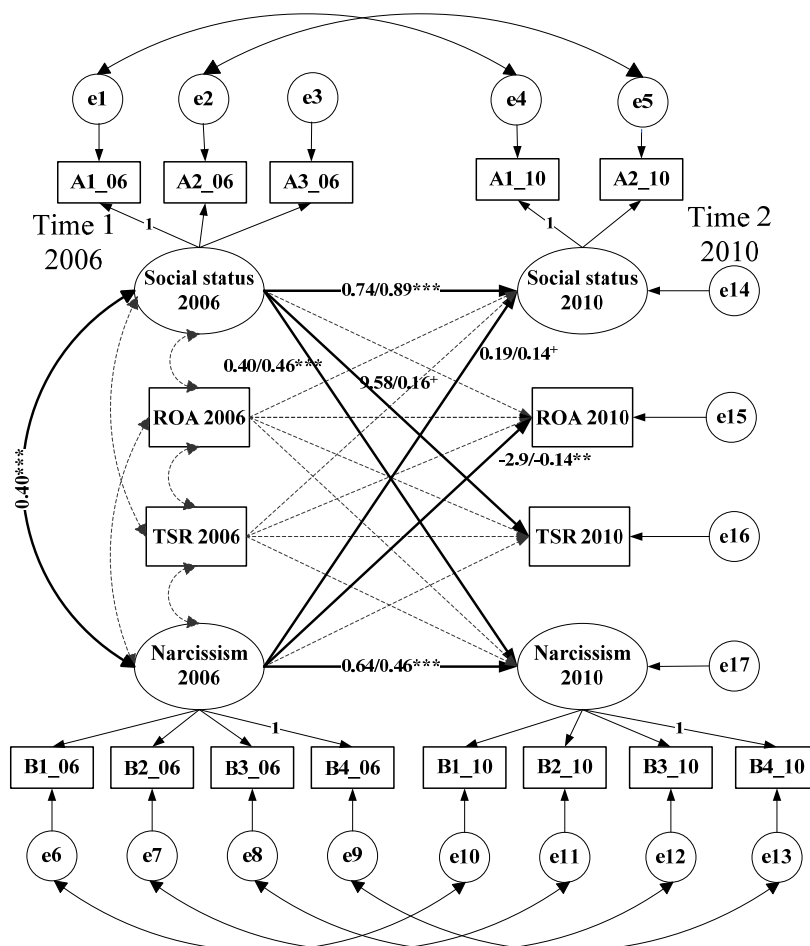 e1
e2
e3
e4
e5
A1_06
A2_06
A3_06
A1_10
A2_10
Time 1
2006
1
1
Time 2
2010
Social status
2006
0.74/0.89***
Social status
2010
e14
0.40/0.46***
9.58/0.16+
0.19/0.14+
ROA 2006
ROA 2010
e15
-2.9/-0.14**
0.40***
TSR 2006
TSR 2010
e16
Narcissism
2006
0.64/0.46***
Narcissism
2010
e17
1
1
B1_06
B2_06
B3_06
B4_06
B1_10
B2_10
B3_10
B4_10
e6
e7
e8
e9
e10
e11
e12
e13